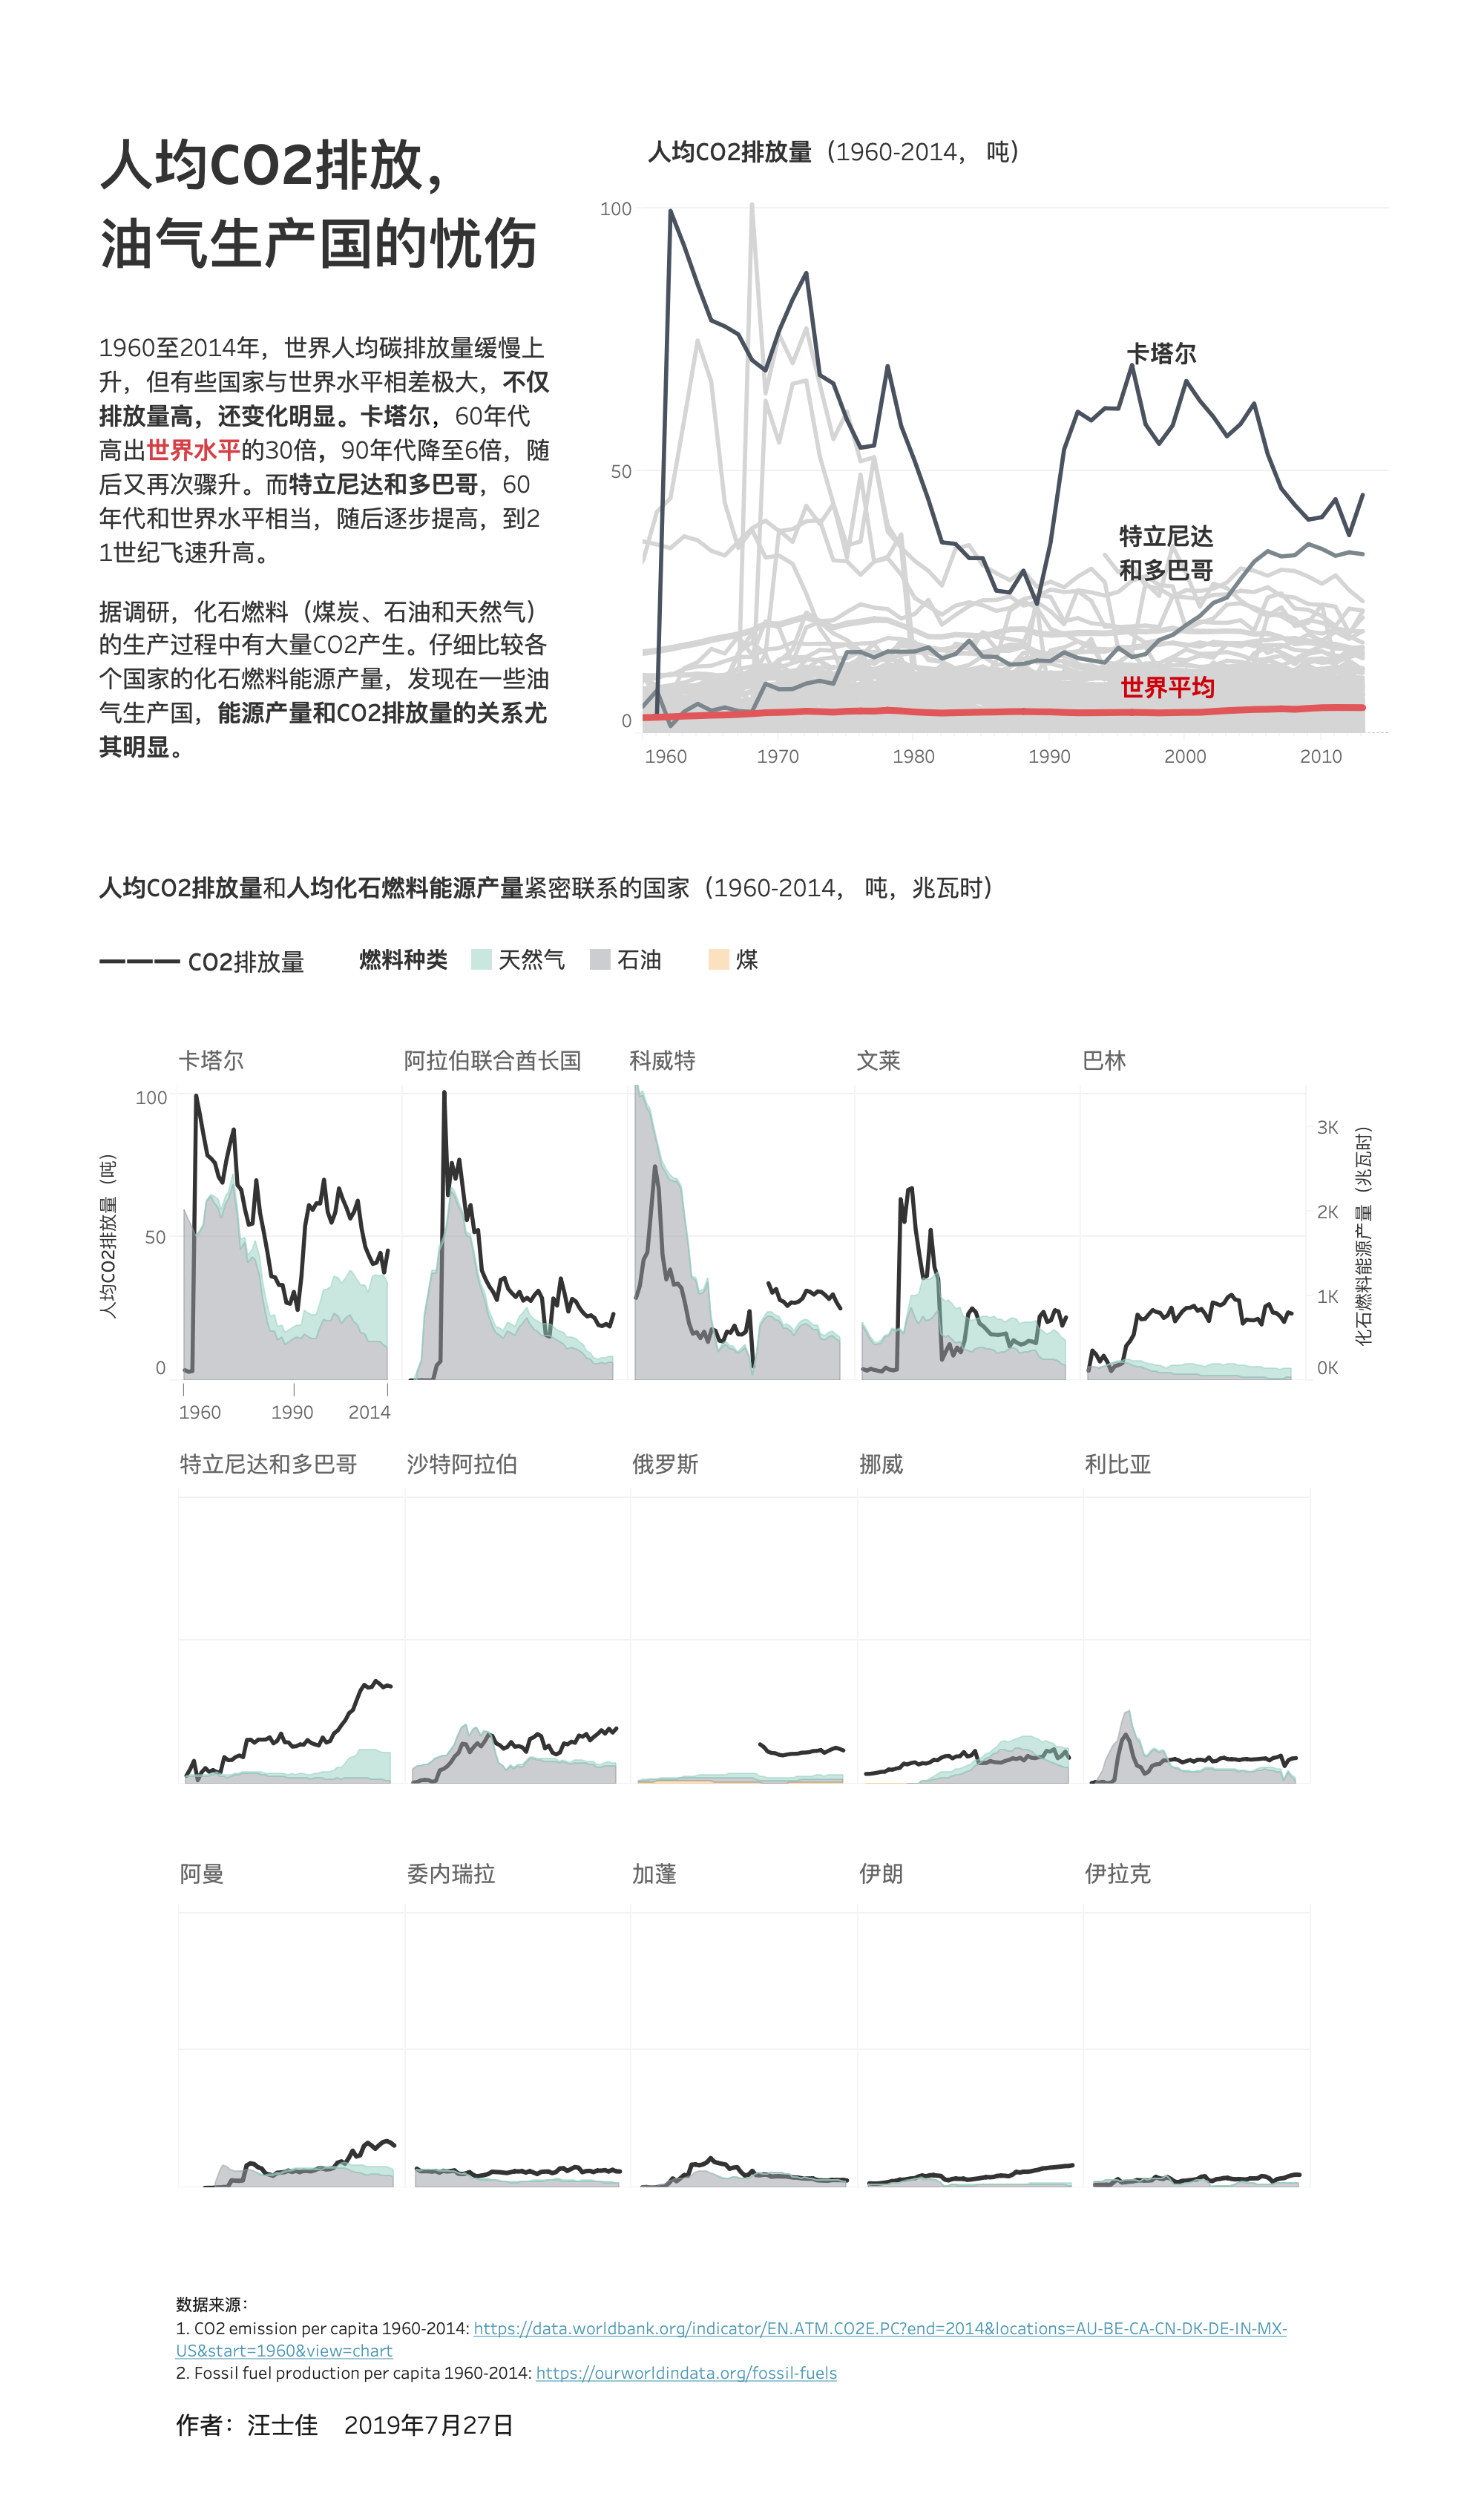 人均CO2排放，
油气生产国的忧伤
1960至2014年，世界人均碳排放量缓慢上
升，但有些国家与世界水平相差极大，不仅
排放量高，还变化明显。卡塔尔，60年代
高出世界水平的30倍，90年代降至6倍，随
后又再次骤升。而特立尼达和多巴哥，60
年代和世界水平相当，随后逐步提高，到2
1世纪飞速升高。
据调研，化石燃料（煤炭、石油和天然气）
的生产过程中有大量CO2产生。仔细比较各
个国家的化石燃料能源产量，发现在一些油
气生产国，能源产量和CO2排放量的关系尤
其明显。
人均CO2排放量（1960-2014， 吨）
100
50
0
卡塔尔
特立尼达
和多巴哥
世界平均
1960 1970 1980 1990 2000 2010
人均CO2排放量和人均化石燃料能源产量紧密联系的国家（1960-2014， 吨，兆瓦时）
CO2排放量 燃料种类 天然气 石油 煤
卡塔尔 阿拉伯联合酋长国 科威特 文莱 巴林
人均CO2排放量（吨）
100
50
0
3K
2K
1K
0K
化石燃料能源产量（兆瓦时）
1960 1990 2014
特立尼达和多巴哥 沙特阿拉伯 俄罗斯 挪威 利比亚
阿曼 委内瑞拉 加蓬 伊朗 伊拉克
数据来源：
1. CO2 emission per capita 1960-2014: https://data.worldbank.org/indicator/EN.ATM.CO2E.PC?end=2014&locations=AU-BE-CA-CN-DK-DE-IN-MX-
US&start=1960&view=chart
2. Fossil fuel production per capita 1960-2014: https://ourworldindata.org/fossil-fuels
作者：汪士佳 2019年7月27日